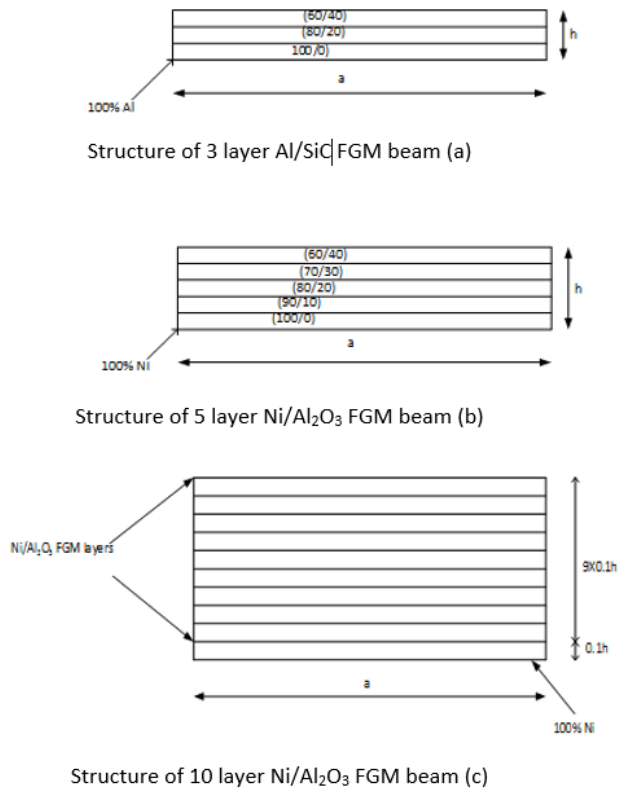 (60/40)
(80/20)
100/0)
h
a
100% Al
Structure of 3 layer Al/SiC FGM beam (a)
(60/40)
(70/30)
(80/20)
(90/10)
(100/0)
h
a
100% Ni
Structure of 5 layer Ni/Al₂O₃ FGM beam (b)
Ni/Al₂O₃ FGM layers
9X0.1h
0.1h
a
100% Ni
Structure of 10 layer Ni/Al₂O₃ FGM beam (c)